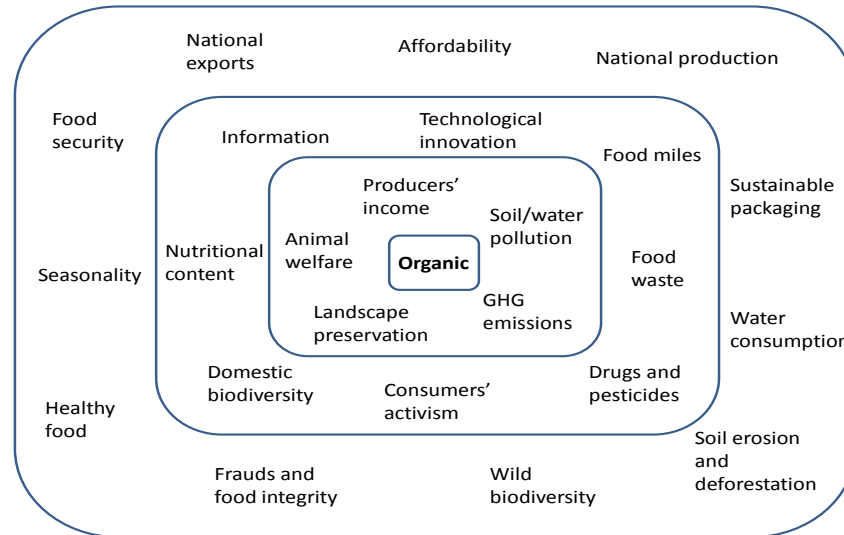 National
exports
Affordability
National production
Food
security
Information
Technological
innovation
Food miles
Producers'
income
Sustainable
packaging
Soil/water
pollution
Animal
welfare
Nutritional
content
Organic
Food
waste
Seasonality
Landscape
preservation
GHG
emissions
Water
consumption
Domestic
biodiversity
Consumers'
activism
Drugs and
pesticides
Healthy
food
Soil erosion
and
deforestation
Frauds and
food integrity
Wild
biodiversity